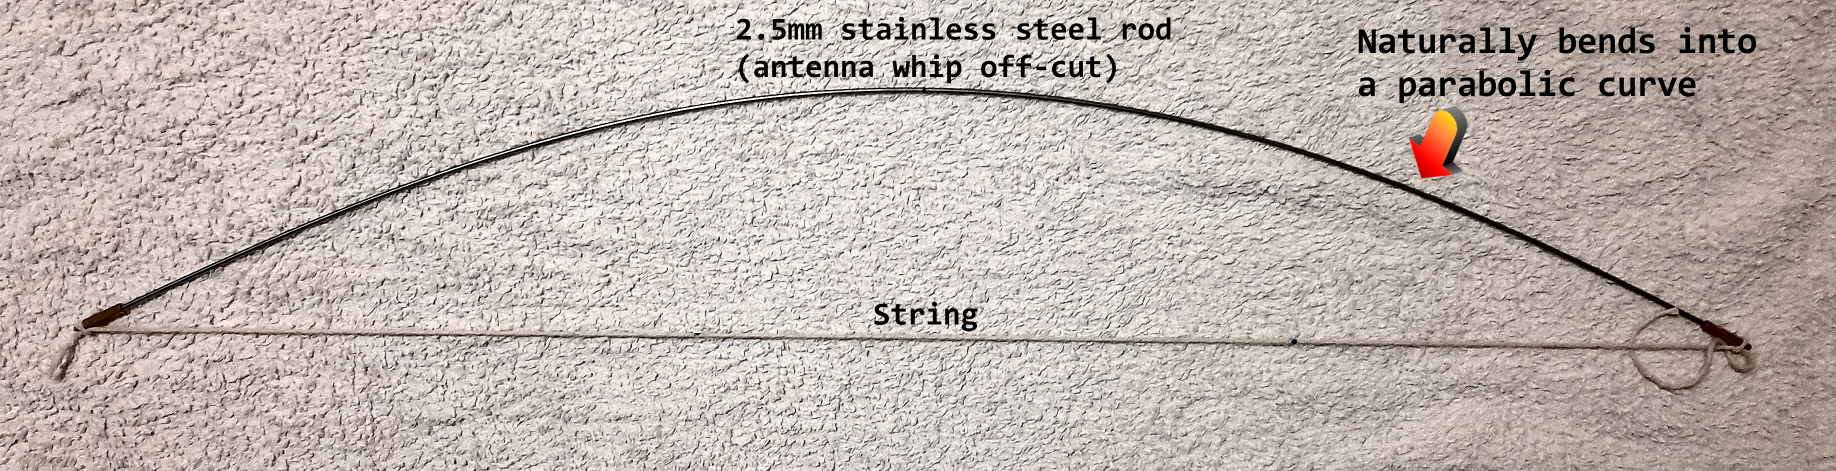 2.5mm stainless steel rod
(antenna whip off-cut)
Naturally bends into
a parabolic curve
String